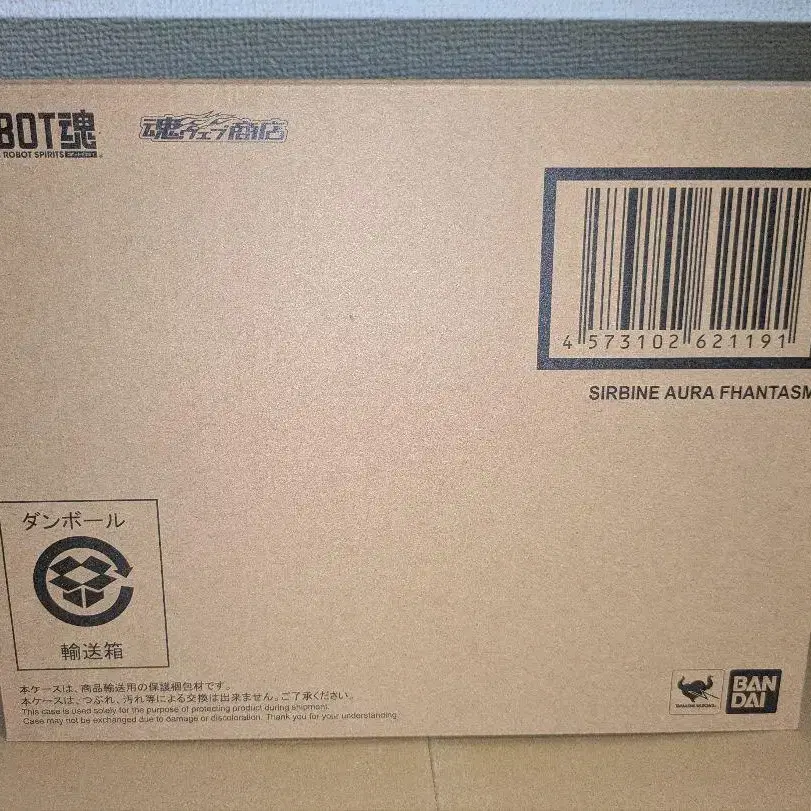 BOT魂
ROBOT SPIRITS
魂ウェブ商店
4 573102 621191
SIRBINE AURA FHANTASM
ダンボール
輸送箱
本ケースは、商品輸送用の保護梱包材です。
本ケースは、つぶれ、汚れ等による交換は出来ません。ご了承ください。
This case is used solely for the purpose of protecting product during shipment.
Case may not be exchanged due to damage or discoloration. Thank you for your understanding.
BAN
DAI